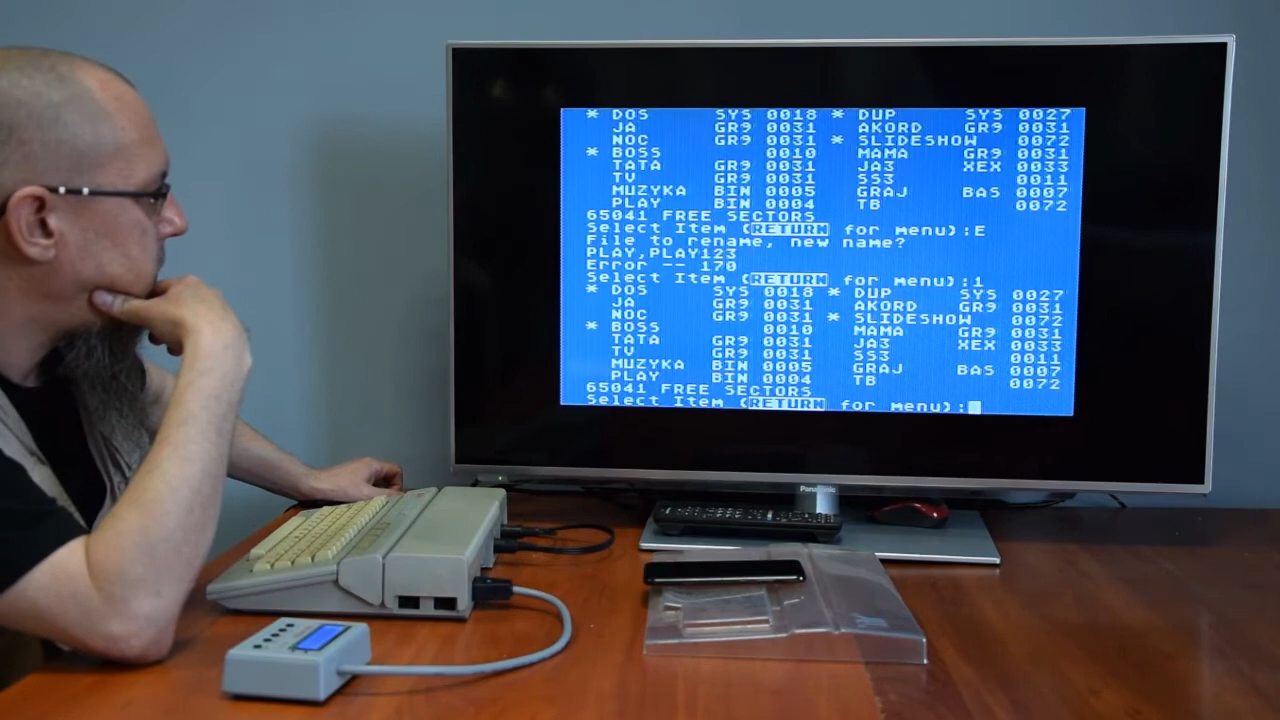 * DOS SYS 0018 * DUP SYS 0027
JA GR9 0031 AKORD GR9 0031
NOC GR9 0031 * SLIDESHOW 0072
* BOSS 0010 MAMA GR9 0031
TATA GR9 0031 JA3 XEX 0033
TV GR9 0031 SS3 0011
MUZYKA BIN 0005 GRAJ BAS 0007
PLAY BIN 0004 TB 0072
65041 FREE SECTORS
Select Item (RETURN for menu):E
File to rename, new name?
PLAY,PLAY123
Error -- 170
Select Item (RETURN for menu):1
* DOS SYS 0018 * DUP SYS 0027
JA GR9 0031 AKORD GR9 0031
NOC GR9 0031 * SLIDESHOW 0072
* BOSS 0010 MAMA GR9 0031
TATA GR9 0031 JA3 XEX 0033
TV GR9 0031 SS3 0011
MUZYKA BIN 0005 GRAJ BAS 0007
PLAY BIN 0004 TB 0072
65041 FREE SECTORS
Select Item (RETURN for menu):
Panasonic